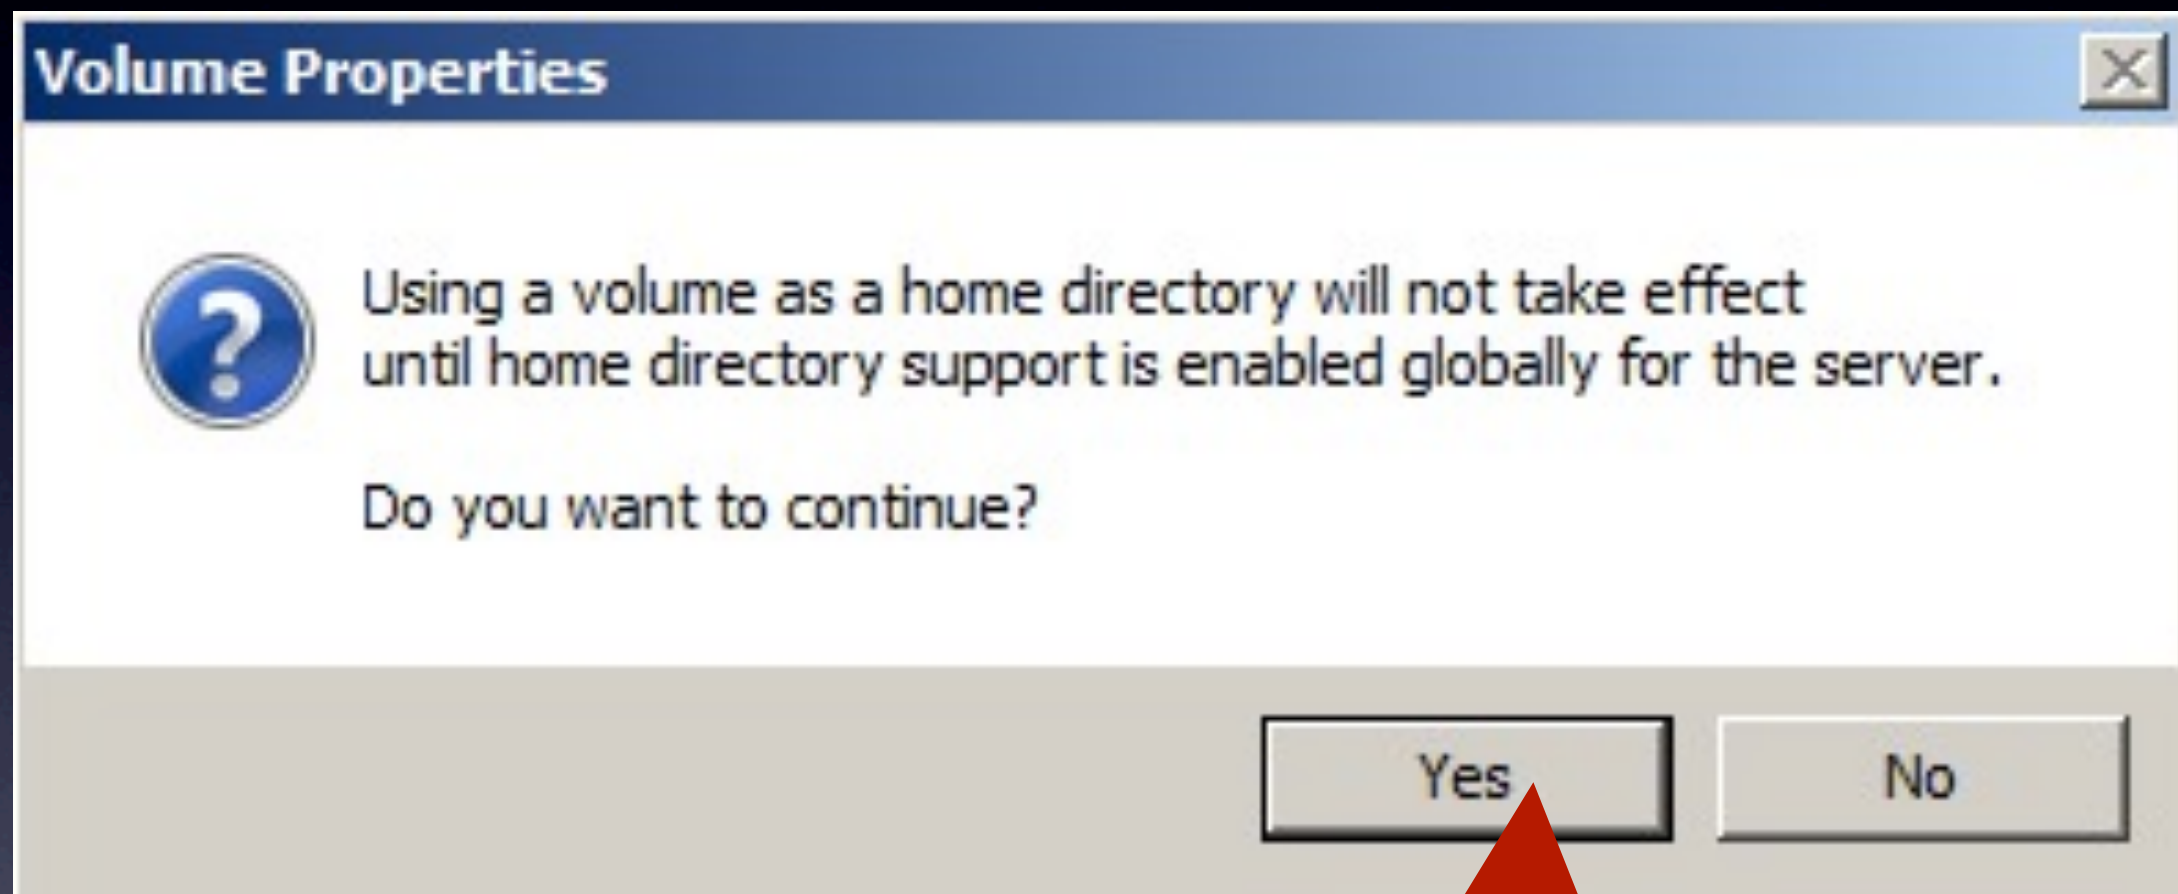 Volume Properties
Using a volume as a home directory will not take effect
until home directory support is enabled globally for the server.
Do you want to continue?
Yes No